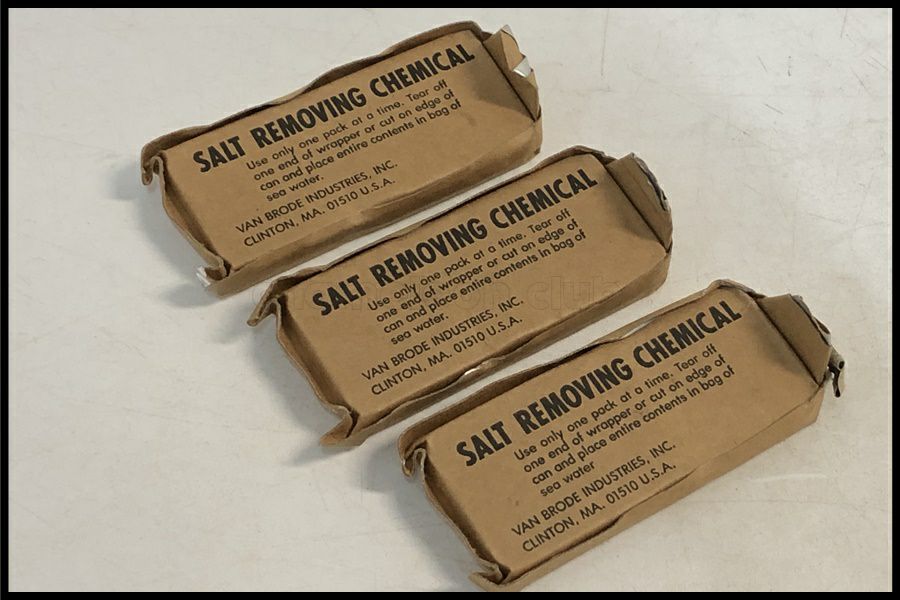 SALT REMOVING CHEMICAL
Use only one pack at a time. Tear off
one end of wrapper or cut on edge of
can and place entire contents in bag of
sea water.
VAN BRODE INDUSTRIES, INC.
CLINTON, MA. 01510 U.S.A.
SALT REMOVING CHEMICAL
Use only one pack at a time. Tear off
one end of wrapper or cut on edge of
can and place entire contents in bag of
sea water.
VAN BRODE INDUSTRIES, INC.
CLINTON, MA. 01510 U.S.A.
SALT REMOVING CHEMICAL
Use only one pack at a time. Tear off
one end of wrapper or cut on edge of
can and place entire contents in bag of
sea water
VAN BRODE INDUSTRIES, INC.
CLINTON, MA. 01510 U.S.A.